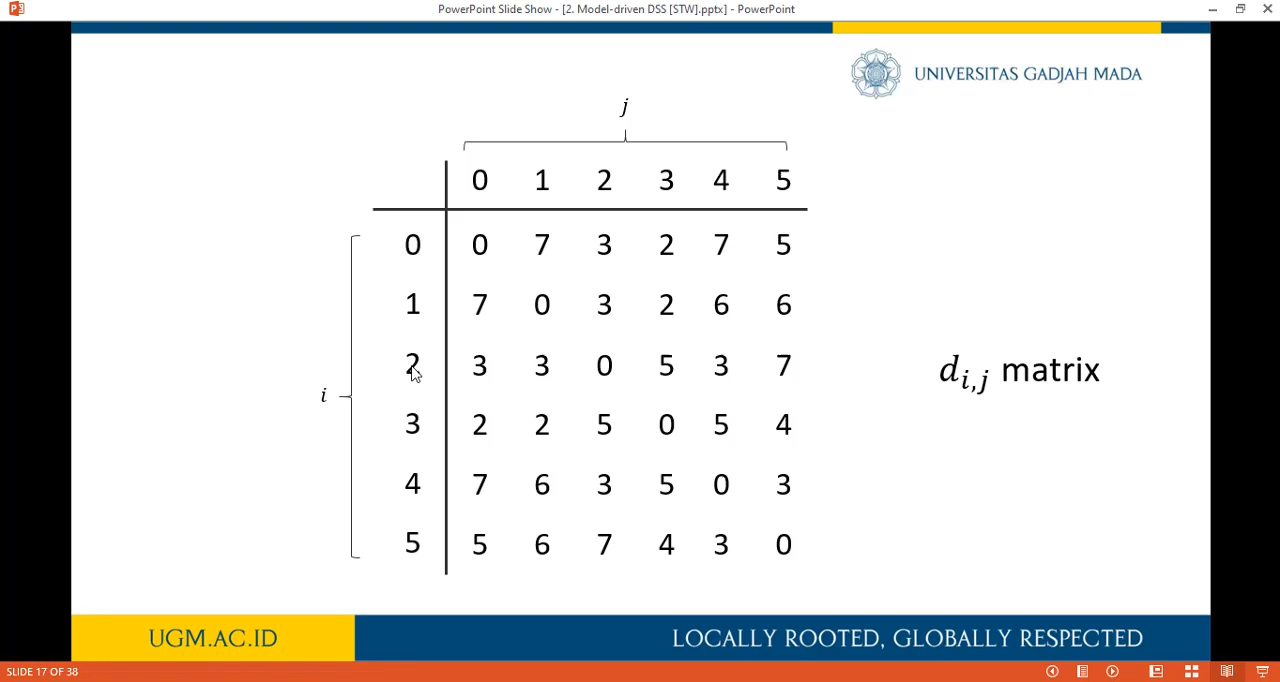 PowerPoint Slide Show - [2. Model-driven DSS [STW].pptx] - PowerPoint
UNIVERSITAS GADJAH MADA
j
0 1 2 3 4 5
0 0 7 3 2 7 5
1 7 0 3 2 6 6
2 3 3 0 5 3 7
i
3 2 2 5 0 5 4
4 7 6 3 5 0 3
5 5 6 7 4 3 0
d_{i,j} matrix
UGM.AC.ID
LOCALLY ROOTED, GLOBALLY RESPECTED
SLIDE 17 OF 38